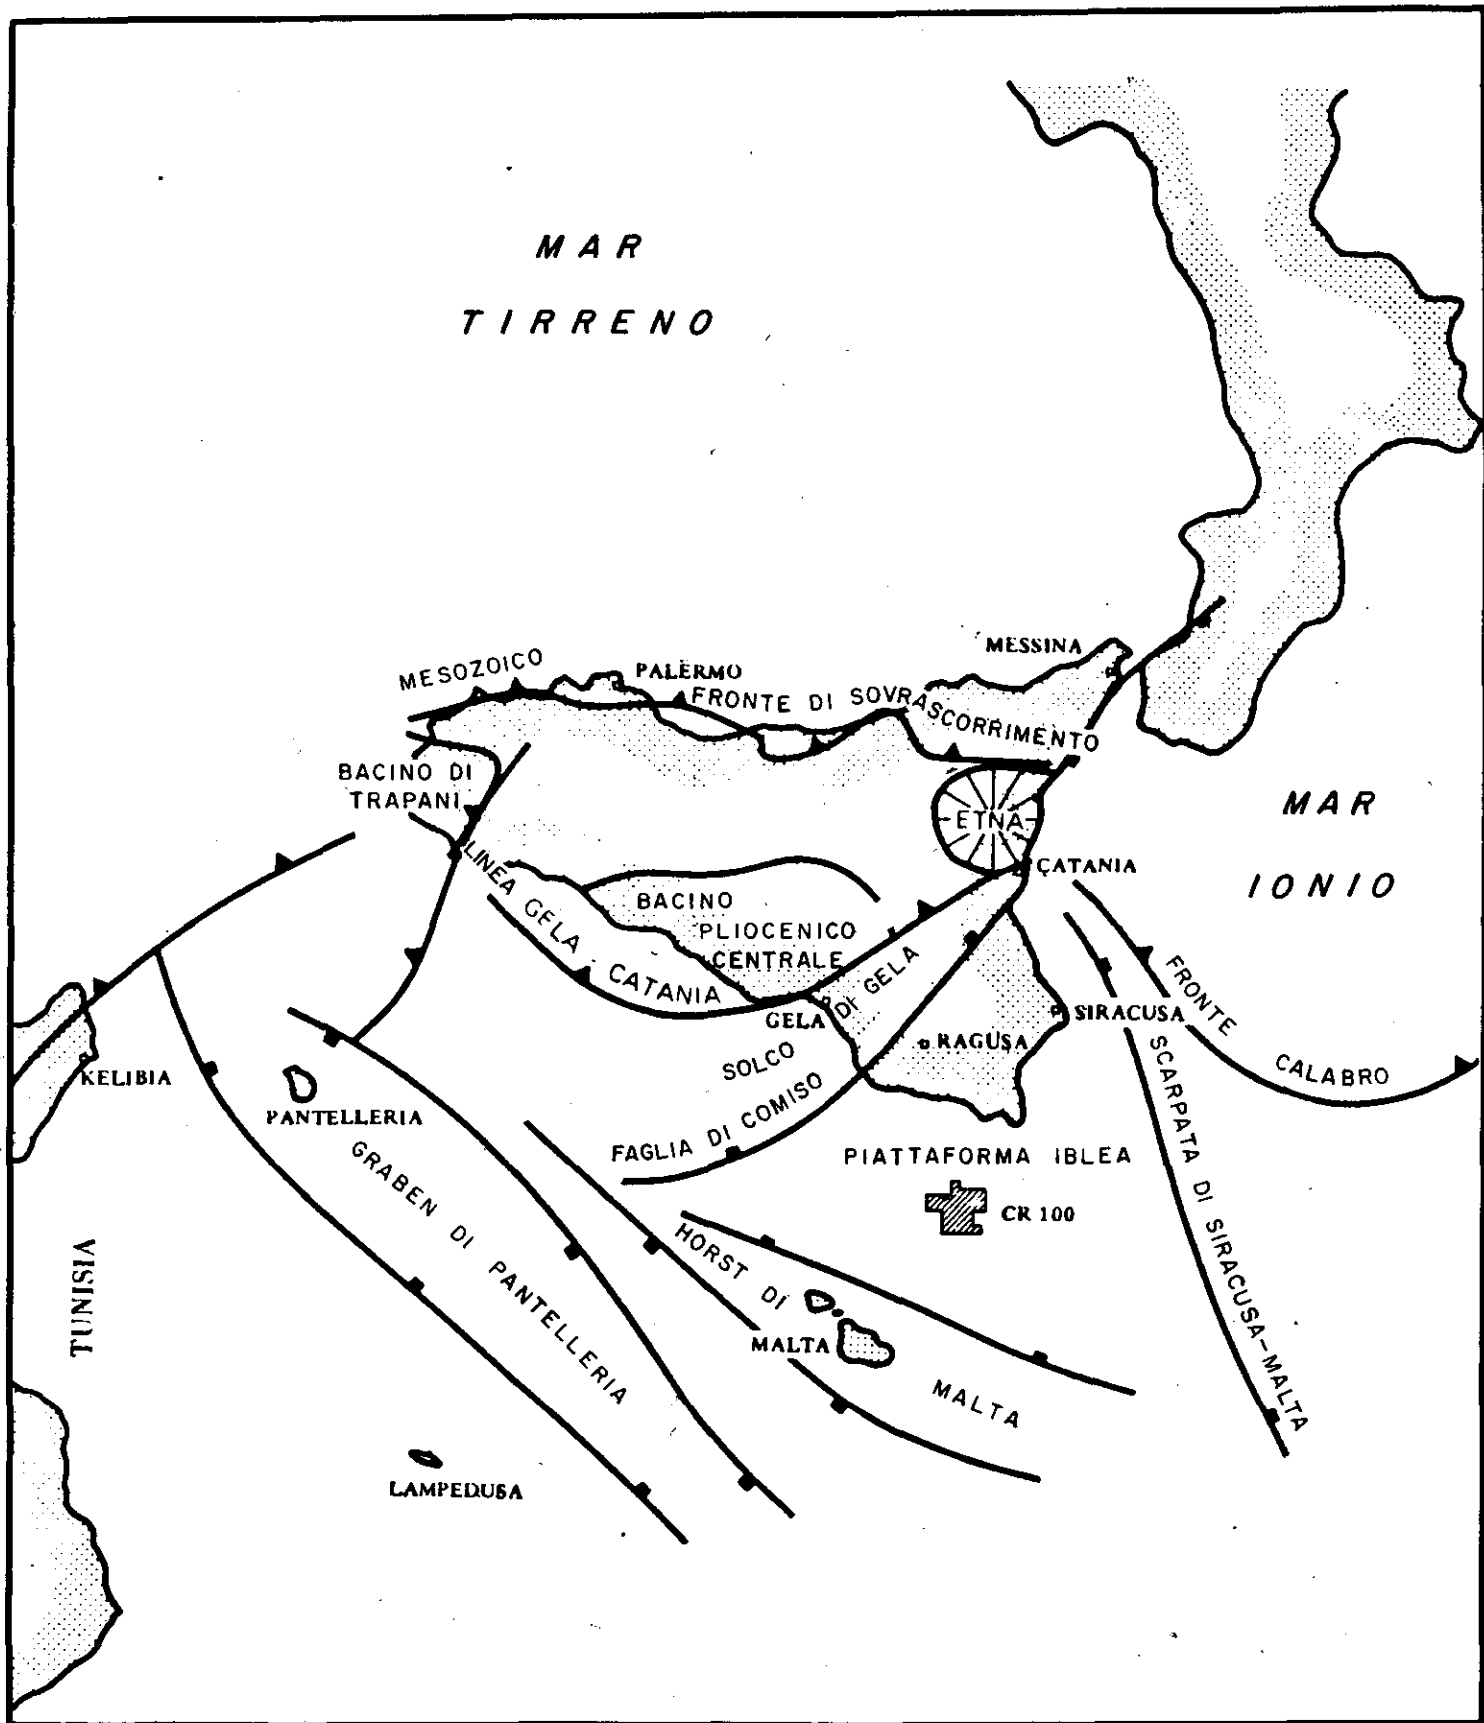 MAR
TIRRENO
MESSINA
MESOZOICO
PALERMO
FRONTE DI SOVRASCORRIMENTO
BACINO DI
TRAPANI
ETNA
MAR
IONIO
CATANIA
LINEA GELA - CATANIA
BACINO
PLIOCENICO
CENTRALE
GELA
SOLCO DI GELA
SIRACUSA
RAGUSA
FRONTE CALABRO
KELIBIA
PANTELLERIA
FAGLIA DI COMISO
PIATTAFORMA IBLEA
CR 100
SCARPATA DI SIRACUSA-MALTA
GRABEN DI PANTELLERIA
HORST DI MALTA
MALTA
TUNISIA
LAMPEDUSA